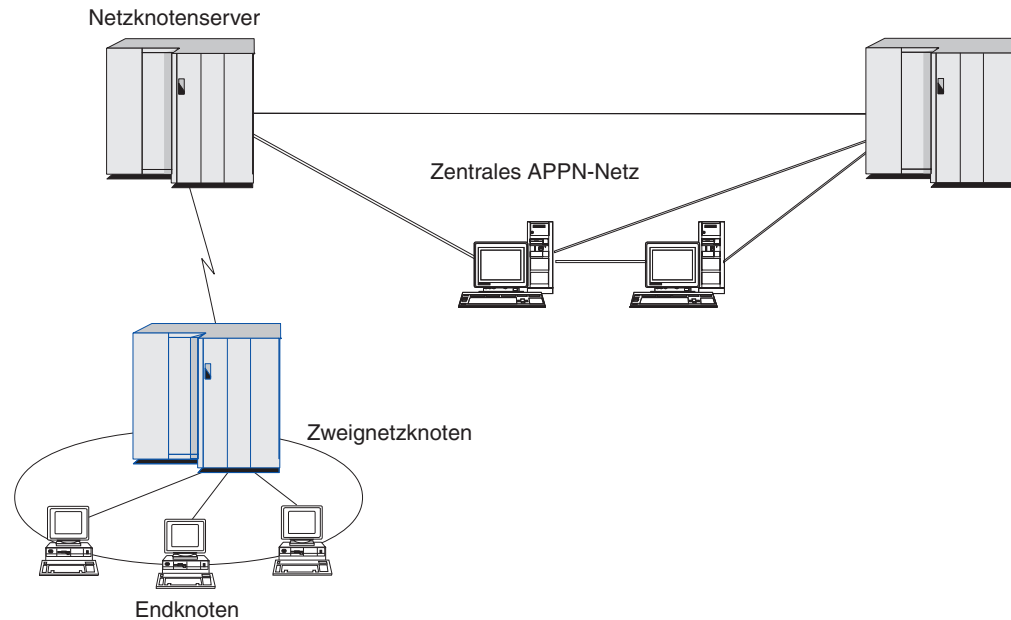 Netzknotenserver
Zentrales APPN-Netz
Zweignetzknoten
Endknoten